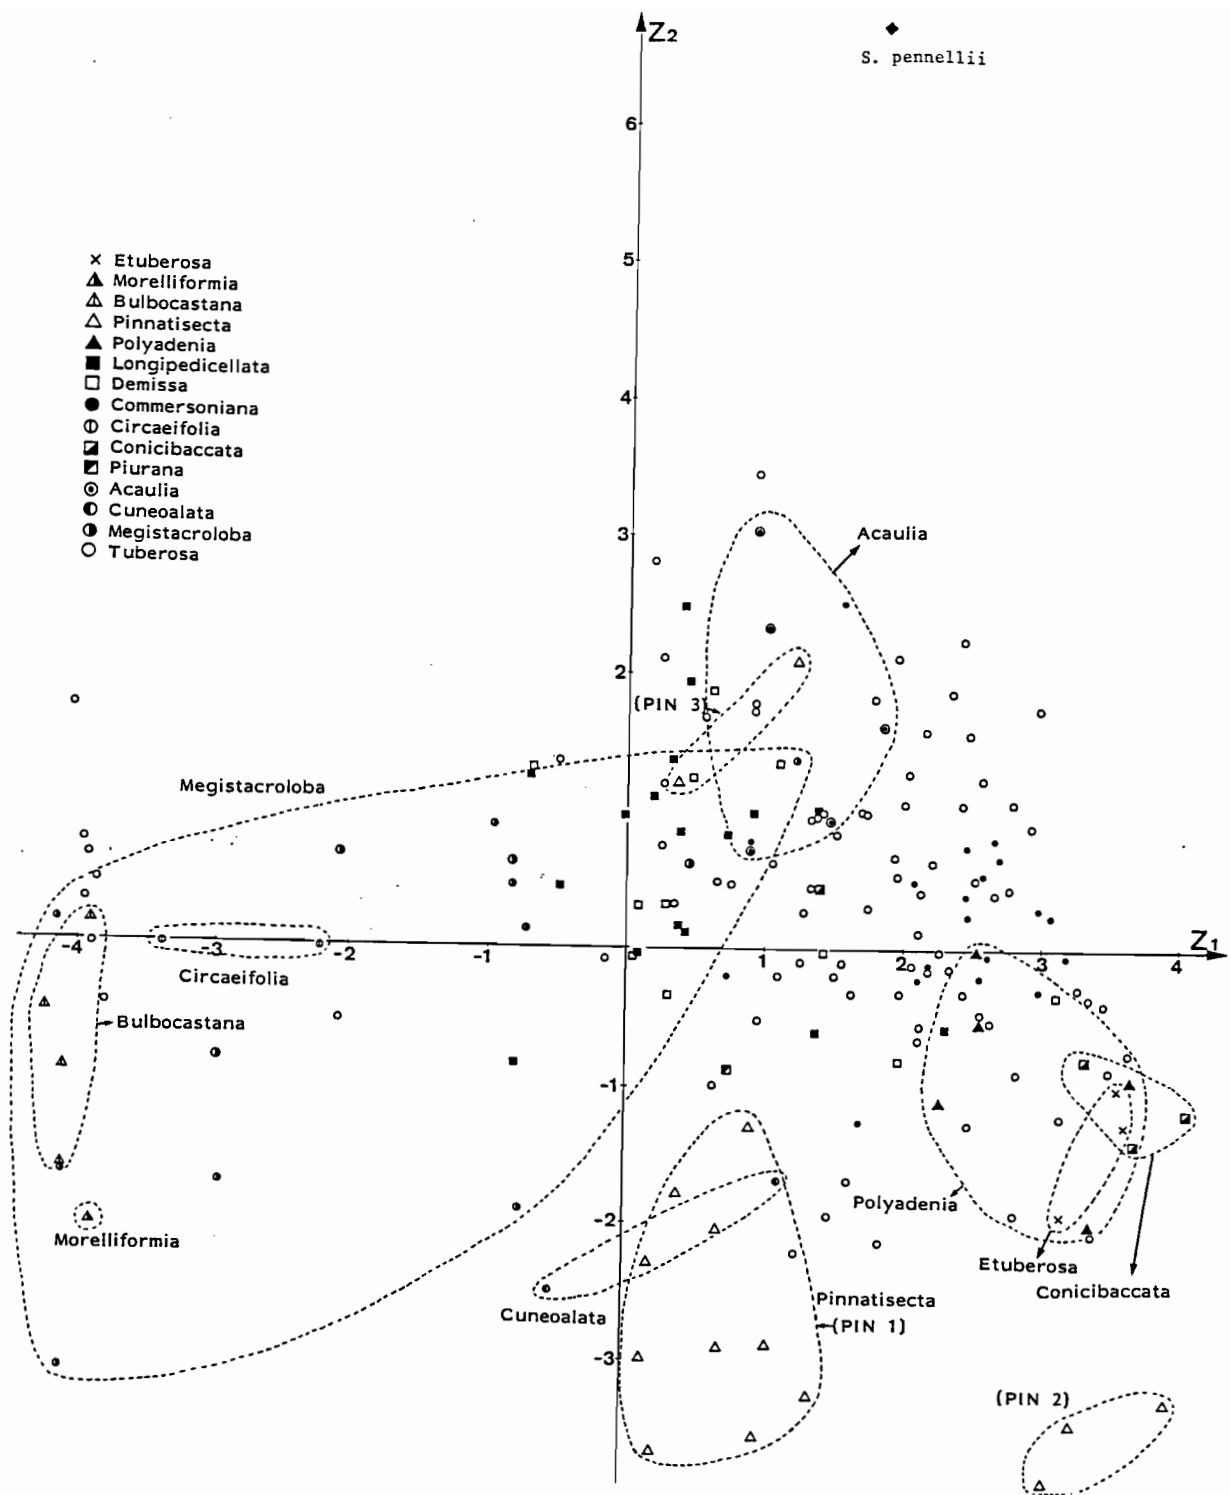 Z2
S. pennellii
6
5
Etuberosa
Morelliformia
Bulbocastana
Pinnatisecta
Polyadenia
Longipedicellata
Demissa
Commersoniana
Circaeifolia
Conicibaccata
Piurana
Acaulia
Cuneoalata
Megistacroloba
Tuberosa
4
3
Acaulia
2
(PIN 3)
Megistacroloba
-4 -3 -2 -1 1 2 3 4 Z1
Circaeifolia
Bulbocastana
-1
Polyadenia
-2
Morelliformia
Etuberosa
Conicibaccata
Cuneoalata
Pinnatisecta
(PIN 1)
-3
(PIN 2)